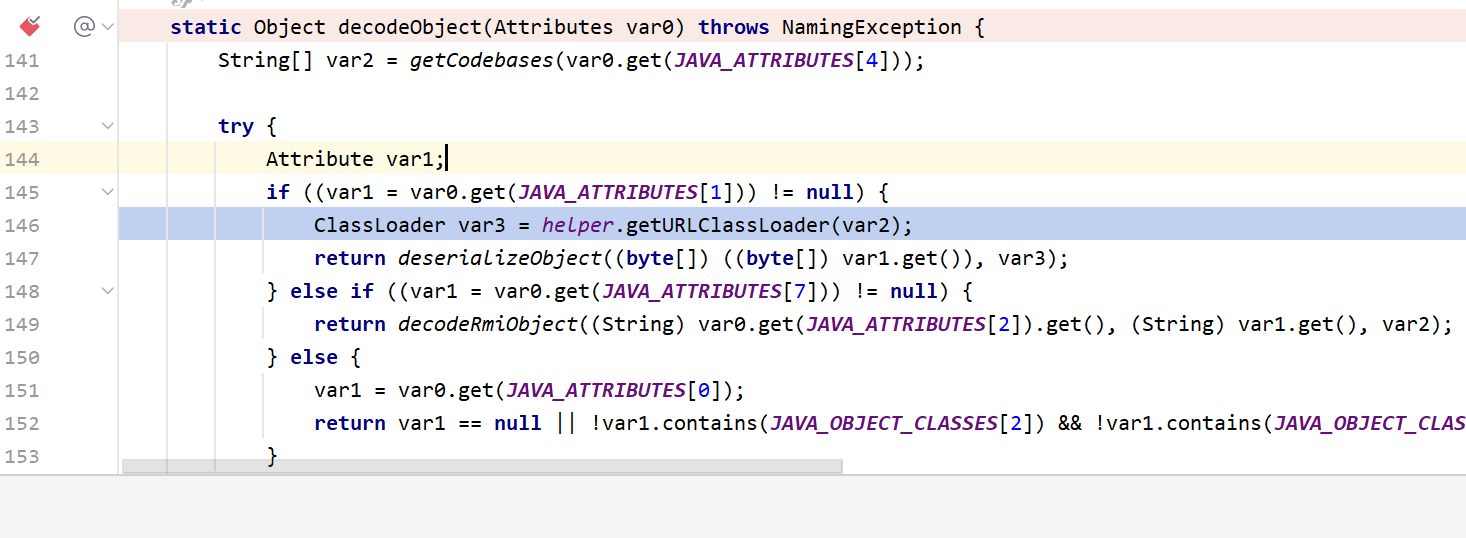 @ static Object decodeObject(Attributes var0) throws NamingException {
141 String[] var2 = getCodebases(var0.get(JAVA_ATTRIBUTES[4]));
142
143 try {
144 Attribute var1;
145 if ((var1 = var0.get(JAVA_ATTRIBUTES[1])) != null) {
146 ClassLoader var3 = helper.getURLClassLoader(var2);
147 return deserializeObject((byte[]) ((byte[]) var1.get()), var3);
148 } else if ((var1 = var0.get(JAVA_ATTRIBUTES[7])) != null) {
149 return decodeRmiObject((String) var0.get(JAVA_ATTRIBUTES[2]).get(), (String) var1.get(), var2);
150 } else {
151 var1 = var0.get(JAVA_ATTRIBUTES[0]);
152 return var1 == null || !var1.contains(JAVA_OBJECT_CLASSES[2]) && !var1.contains(JAVA_OBJECT_CLAS
153 }